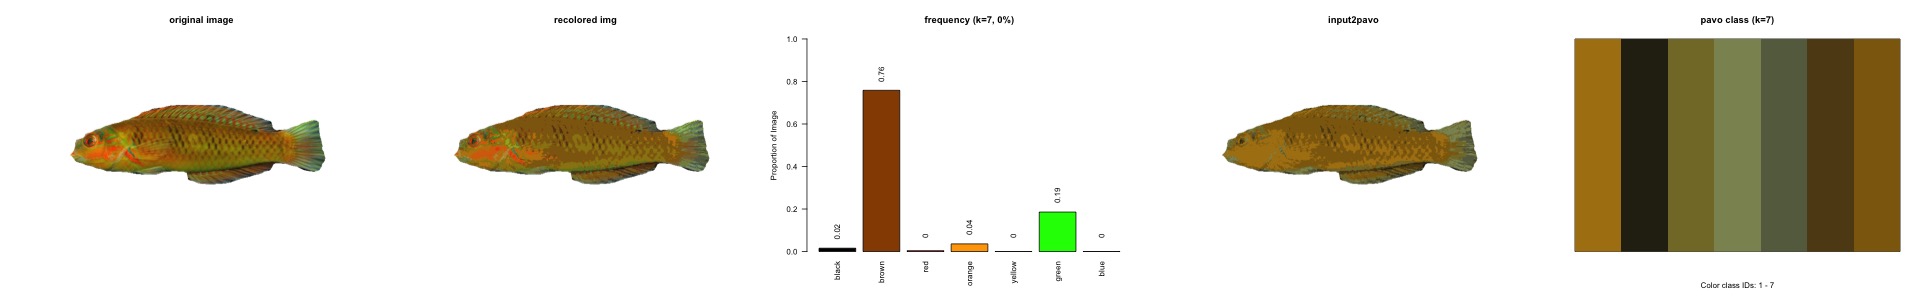 original image
recolored img
frequency (k=7, 0%)
input2pavo
pavo class (k=7)
Proportion of Image
1.0
0.8
0.6
0.4
0.2
0.0
0.02
0.76
0
0.04
0
0.19
0
black
brown
red
orange
yellow
green
blue
Color class IDs: 1 - 7